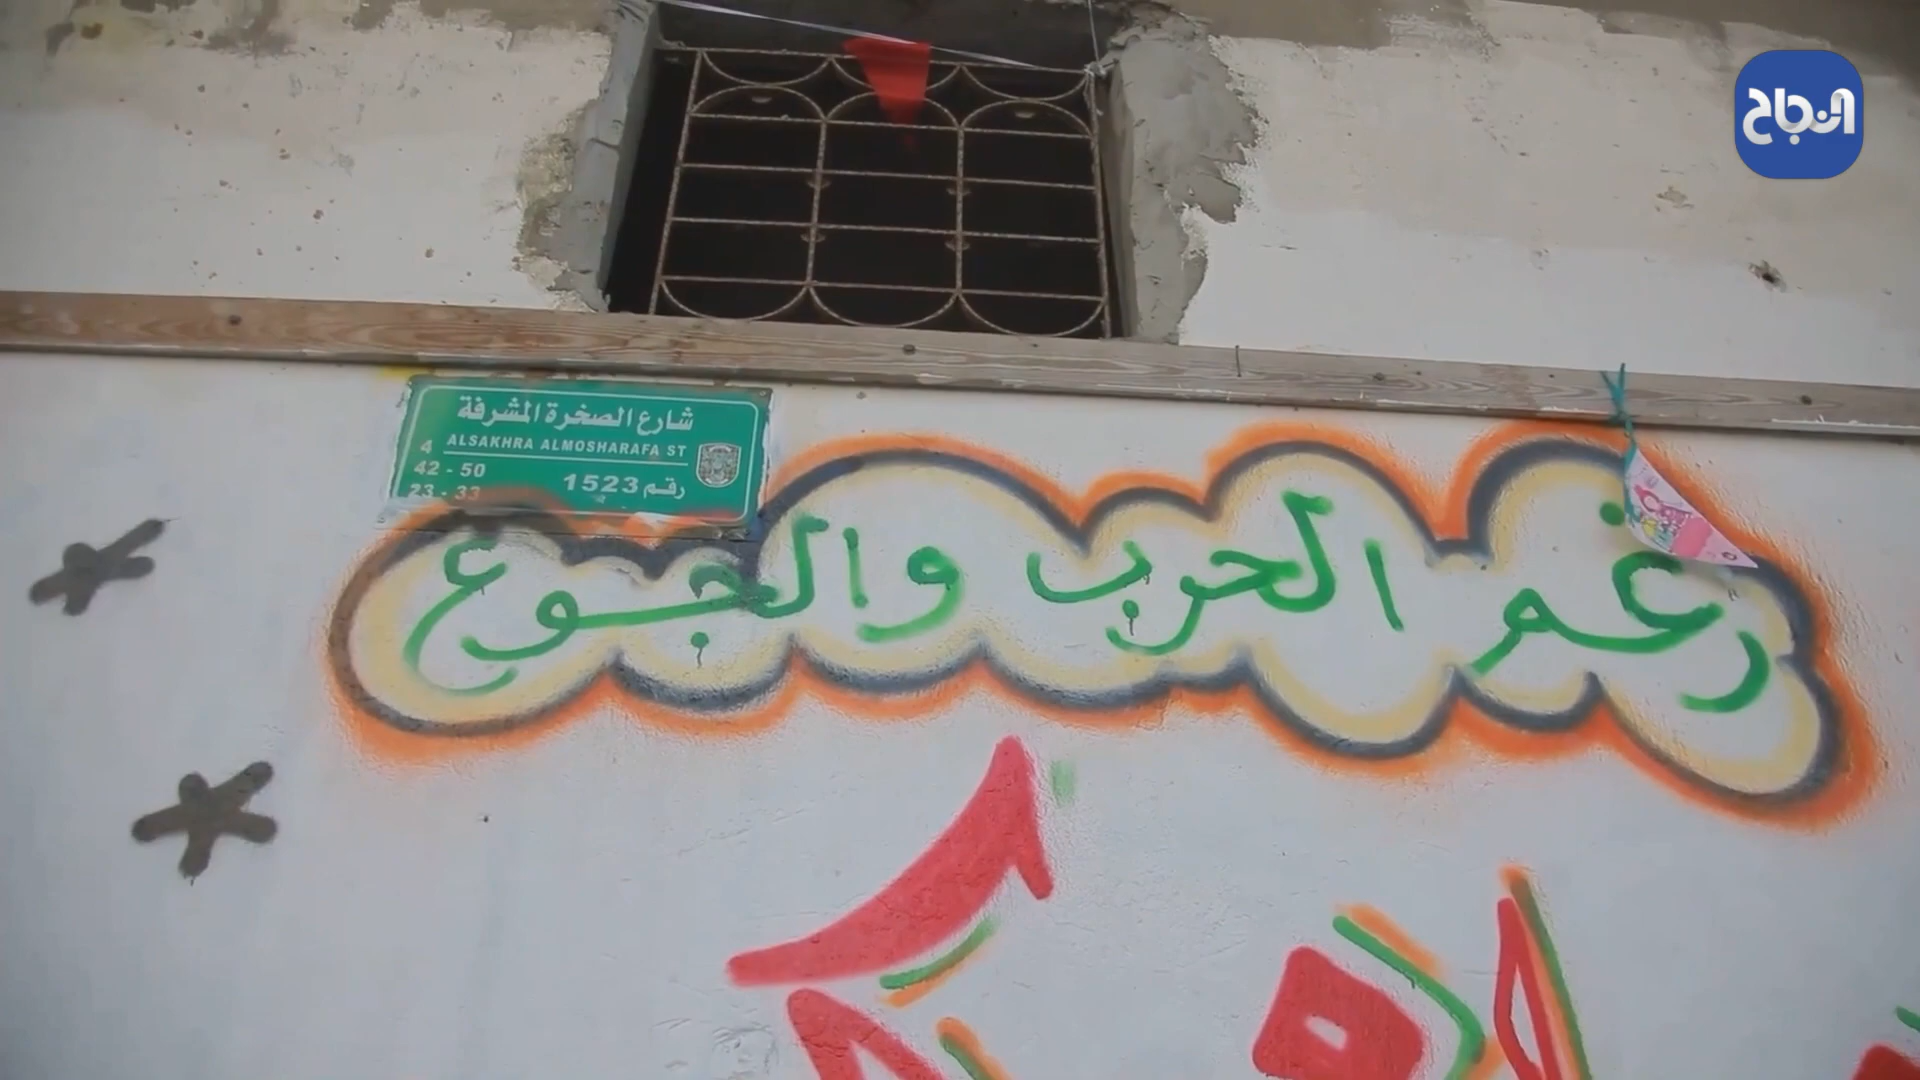 النجاح
شارع الصخرة المشرفة
ALSAKHRA ALMOSHARAFA ST
4
42 - 50
23 - 33
رقم 1523
رغم الحرب والجوع